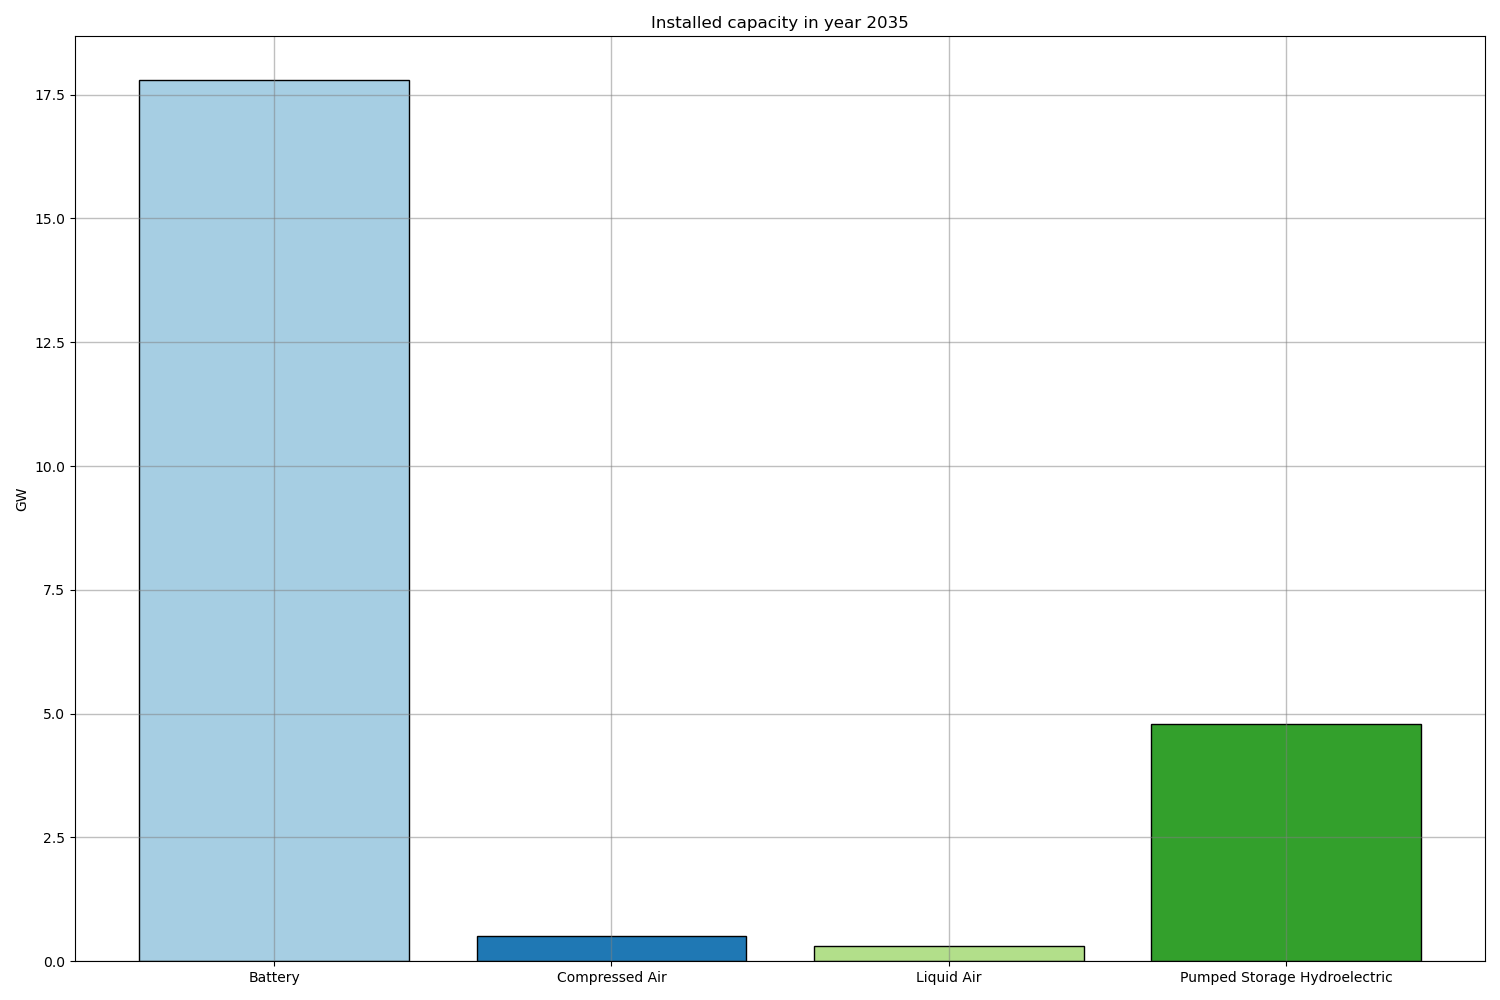 Installed capacity in year 2035
GW
17.5
15.0
12.5
10.0
7.5
5.0
2.5
0.0
Battery
Compressed Air
Liquid Air
Pumped Storage Hydroelectric